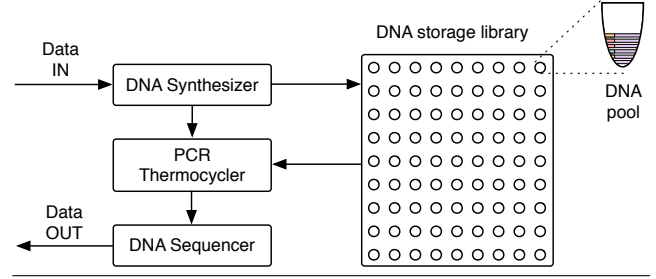 Data
IN
DNA Synthesizer
PCR
Thermocycler
Data
OUT
DNA Sequencer
DNA storage library
DNA
pool